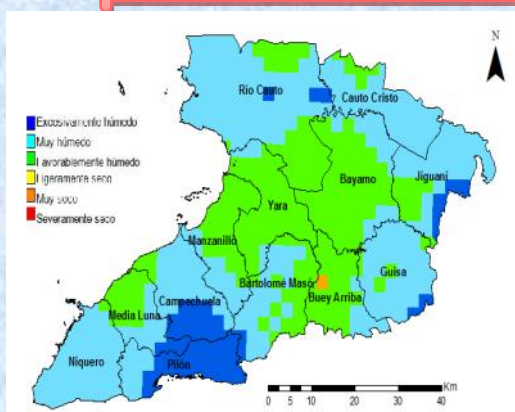 N
Excesivamente húmedo
Muy húmedo
Favorablemente húmedo
Ligeramente seco
Muy seco
Severamente seco
Río Cauto
Cauto Cristo
Jiguaní
Bayamo
Yara
Manzanillo
Guisa
Bartolomé Masó
Buey Arriba
Campechuela
Media Luna
Niquero
Pilón
Km
0 5 10 20 30 40